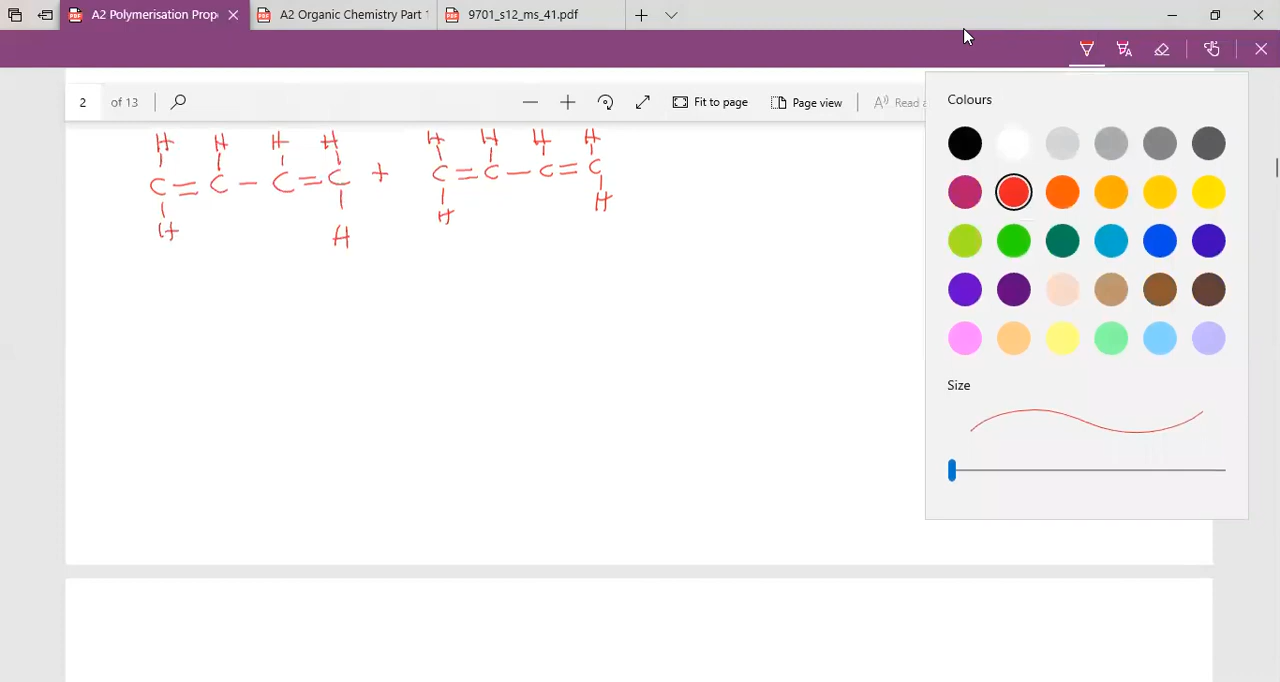 A2 Polymerisation Prop
A2 Organic Chemistry Part 1
9701_s12_ms_41.pdf
2 of 13
Fit to page
Page view
Read a
Colours
Size
H H H H H H H H
C = C - C = C + C = C - C = C
H H H H